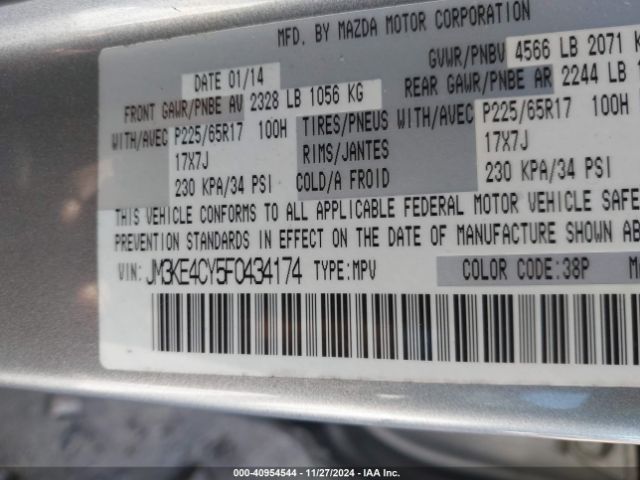 MFD. BY MAZDA MOTOR CORPORATION
DATE 01/14
GVWR/PNBV 4566 LB 2071 K
FRONT GAWR/PNBE AV 2328 LB 1056 KG
REAR GAWR/PNBE AR 2244 LB 1
WITH/AVEC P225/65R17 100H TIRES/PNEUS WITH/AVEC P225/65R17 100H
17X7J RIMS/JANTES 17X7J
230 KPA/34 PSI COLD/A FROID 230 KPA/34 PSI
THIS VEHICLE CONFORMS TO ALL APPLICABLE FEDERAL MOTOR VEHICLE SAFE
PREVENTION STANDARDS IN EFFECT ON THE DATE OF MANUFACTURE SHOWN ABO
VIN: JM3KE4CY5F0434174 TYPE:MPV COLOR CODE:38P M
000-40954544 - 11/27/2024 - IAA Inc.